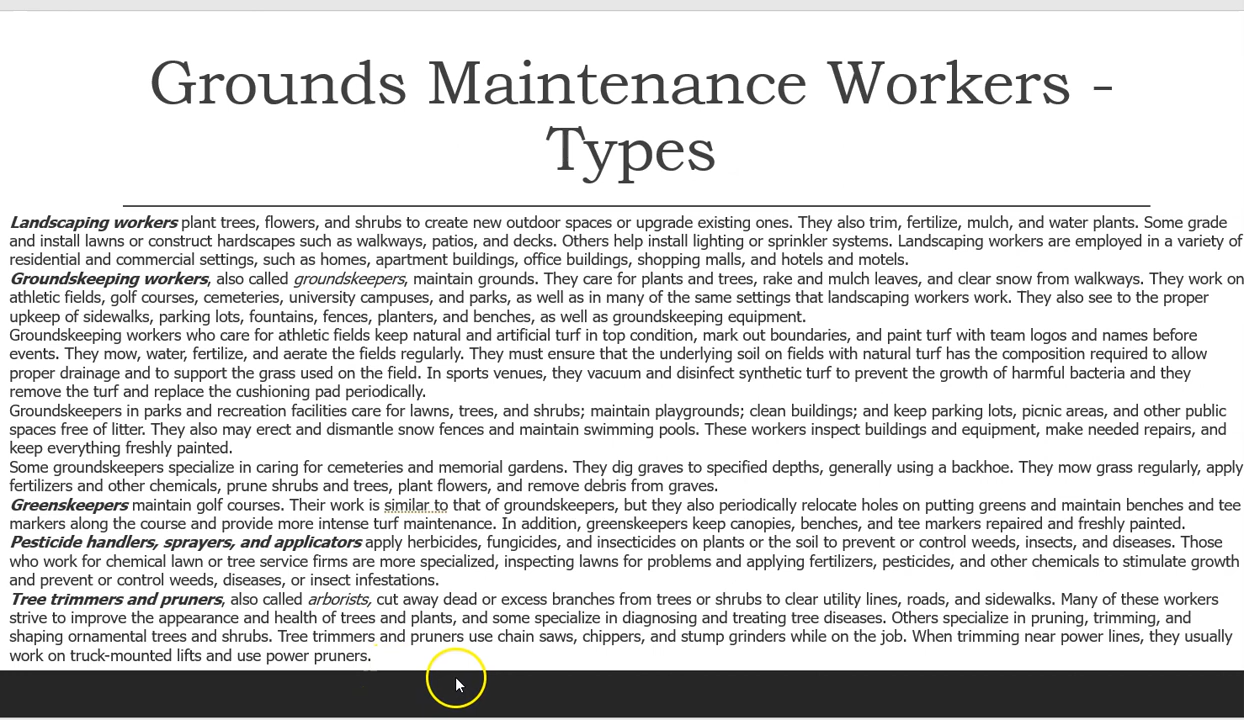 Grounds Maintenance Workers -
Types
Landscaping workers plant trees, flowers, and shrubs to create new outdoor spaces or upgrade existing ones. They also trim, fertilize, mulch, and water plants. Some grade
and install lawns or construct hardscapes such as walkways, patios, and decks. Others help install lighting or sprinkler systems. Landscaping workers are employed in a variety of
residential and commercial settings, such as homes, apartment buildings, office buildings, shopping malls, and hotels and motels.
Groundskeeping workers, also called groundskeepers, maintain grounds. They care for plants and trees, rake and mulch leaves, and clear snow from walkways. They work on
athletic fields, golf courses, cemeteries, university campuses, and parks, as well as in many of the same settings that landscaping workers work. They also see to the proper
upkeep of sidewalks, parking lots, fountains, fences, planters, and benches, as well as groundskeeping equipment.
Groundskeeping workers who care for athletic fields keep natural and artificial turf in top condition, mark out boundaries, and paint turf with team logos and names before
events. They mow, water, fertilize, and aerate the fields regularly. They must ensure that the underlying soil on fields with natural turf has the composition required to allow
proper drainage and to support the grass used on the field. In sports venues, they vacuum and disinfect synthetic turf to prevent the growth of harmful bacteria and they
remove the turf and replace the cushioning pad periodically.
Groundskeepers in parks and recreation facilities care for lawns, trees, and shrubs; maintain playgrounds; clean buildings; and keep parking lots, picnic areas, and other public
spaces free of litter. They also may erect and dismantle snow fences and maintain swimming pools. These workers inspect buildings and equipment, make needed repairs, and
keep everything freshly painted.
Some groundskeepers specialize in caring for cemeteries and memorial gardens. They dig graves to specified depths, generally using a backhoe. They mow grass regularly, apply
fertilizers and other chemicals, prune shrubs and trees, plant flowers, and remove debris from graves.
Greenskeepers maintain golf courses. Their work is similar to that of groundskeepers, but they also periodically relocate holes on putting greens and maintain benches and tee
markers along the course and provide more intense turf maintenance. In addition, greenskeepers keep canopies, benches, and tee markers repaired and freshly painted.
Pesticide handlers, sprayers, and applicators apply herbicides, fungicides, and insecticides on plants or the soil to prevent or control weeds, insects, and diseases. Those
who work for chemical lawn or tree service firms are more specialized, inspecting lawns for problems and applying fertilizers, pesticides, and other chemicals to stimulate growth
and prevent or control weeds, diseases, or insect infestations.
Tree trimmers and pruners, also called arborists, cut away dead or excess branches from trees or shrubs to clear utility lines, roads, and sidewalks. Many of these workers
strive to improve the appearance and health of trees and plants, and some specialize in diagnosing and treating tree diseases. Others specialize in pruning, trimming, and
shaping ornamental trees and shrubs. Tree trimmers and pruners use chain saws, chippers, and stump grinders while on the job. When trimming near power lines, they usually
work on truck-mounted lifts and use power pruners.